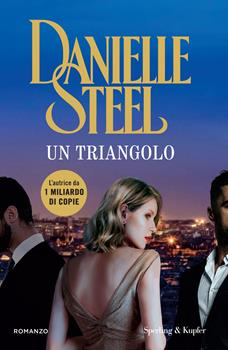 DANIELLE
STEEL
UN TRIANGOLO
L'autrice da
1 MILIARDO
DI COPIE
ROMANZO
Sperling & Kupfer